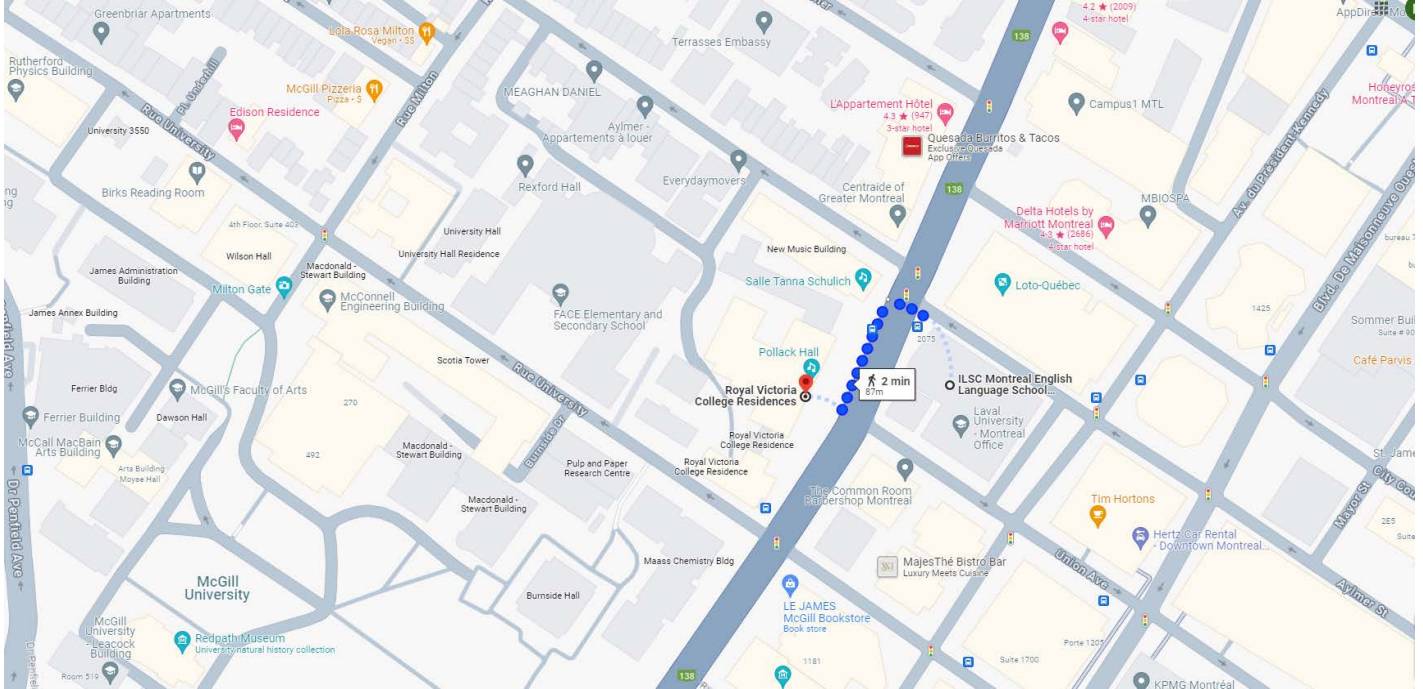 Greenbriar Apartments
Lola Rosa Milton
Vegan • $$
Terrasses Embassy
4.2 ★ (2009)
4-star hotel
138
Rutherford
Physics Building
Pl. Underhill
McGill Pizzeria
Pizza • $
Rue Milton
MEAGHAN DANIEL
Edison Residence
Rue University
University 3550
Aylmer -
Appartements à louer
L'Appartement Hôtel
4.3 ★ (947)
3-star hotel
Campus1 MTL
Quesada Burritos & Tacos
Exclusive Quesada
App Offers
Av. du Président-Kennedy
Birks Reading Room
Rexford Hall
Everydaymovers
Centraide of
Greater Montreal
138
MBIOSPA
4th Floor, Suite 403
Delta Hotels by
Marriott Montreal
4.3 ★ (2686)
4-star hotel
University Hall
University Hall Residence
New Music Building
Wilson Hall
Macdonald -
Stewart Building
James Administration
Building
Milton Gate
McConnell
Engineering Building
Salle Tanna Schulich
Loto-Québec
James Annex Building
FACE Elementary and
Secondary School
1425
2075
Scotia Tower
Pollack Hall
Café Parvis
Rue University
Ferrier Bldg
McGill's Faculty of Arts
Royal Victoria
College Residences
2 min
87m
ILSC Montreal English
Language School...
270
Ferrier Building
Dawson Hall
Laval
University
- Montreal
Office
McCall MacBain
Arts Building
Macdonald -
Stewart Building
Burnside Dr
Royal Victoria
College Residence
492
Arts Building
Moyse Hall
Pulp and Paper
Research Centre
Royal Victoria
College Residence
Dr Penfield Ave
Macdonald -
Stewart Building
The Common Room
Barbershop Montreal
Tim Hortons
Mayor St
2E5
Hertz Car Rental
- Downtown Montreal...
Maass Chemistry Bldg
MajesThé Bistro Bar
Luxury Meets Cuisine
Union Ave
McGill
University
Burnside Hall
LE JAMES
McGill Bookstore
Book store
Aylmer St
McGill
University
- Leacock
Building
Redpath Museum
University natural history collection
Porte 1205
Room 519
1181
Suite 1700
138
KPMG Montréal